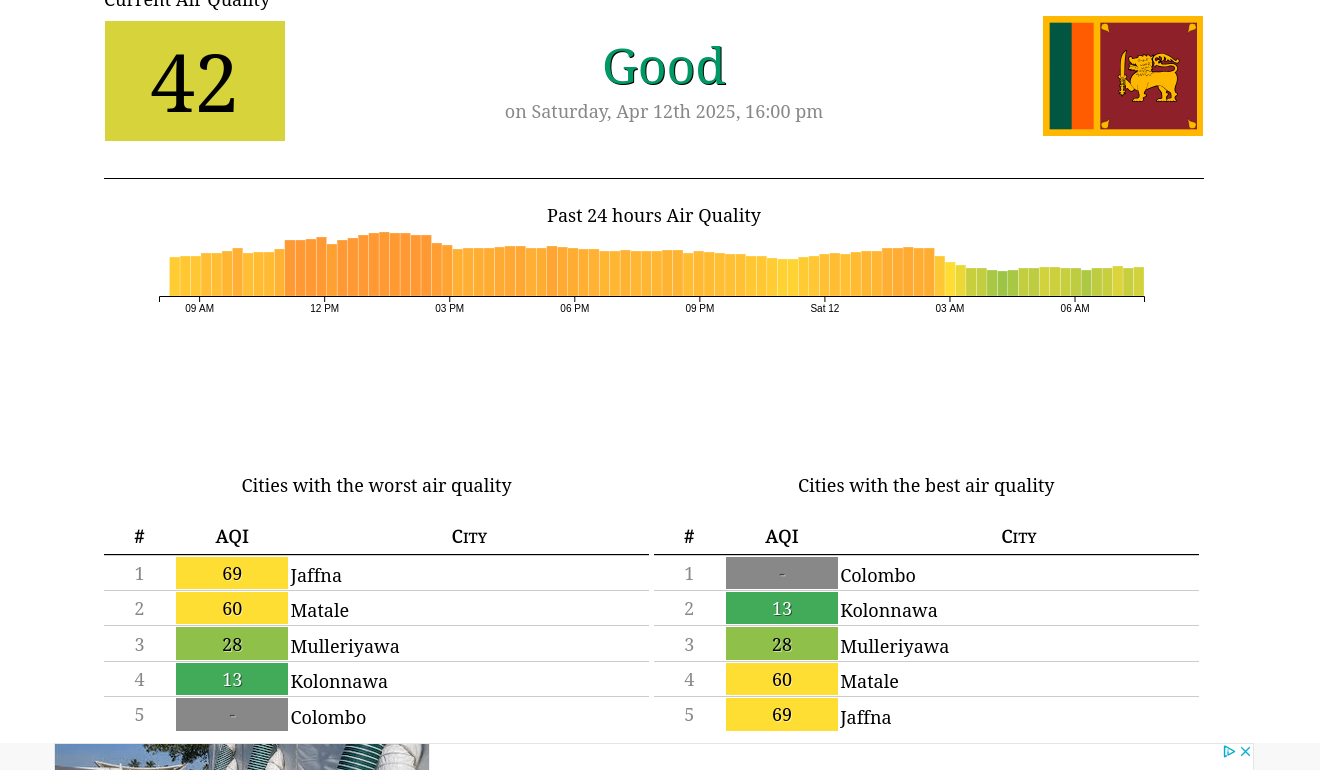 Current Air Quality
42
Good
on Saturday, Apr 12th 2025, 16:00 pm
Past 24 hours Air Quality
09 AM 12 PM 03 PM 06 PM 09 PM Sat 12 03 AM 06 AM
Cities with the worst air quality
# AQI City
1 69 Jaffna
2 60 Matale
3 28 Mulleriyawa
4 13 Kolonnawa
5 - Colombo
Cities with the best air quality
# AQI City
1 - Colombo
2 13 Kolonnawa
3 28 Mulleriyawa
4 60 Matale
5 69 Jaffna